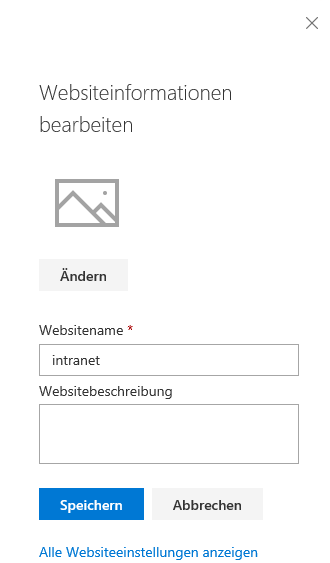 Websiteinformationen
bearbeiten
Ändern
Websitename *
intranet
Websitebeschreibung
Speichern Abbrechen
Alle Websiteeinstellungen anzeigen